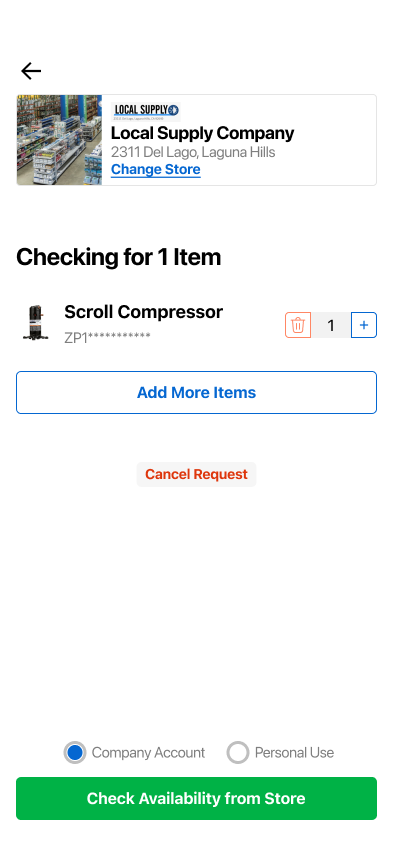 LOCAL SUPPLY
Local Supply Company
2311 Del Lago, Laguna Hills
Change Store
Checking for 1 Item
Scroll Compressor
ZP1***********
1
+
Add More Items
Cancel Request
Company Account
Personal Use
Check Availability from Store